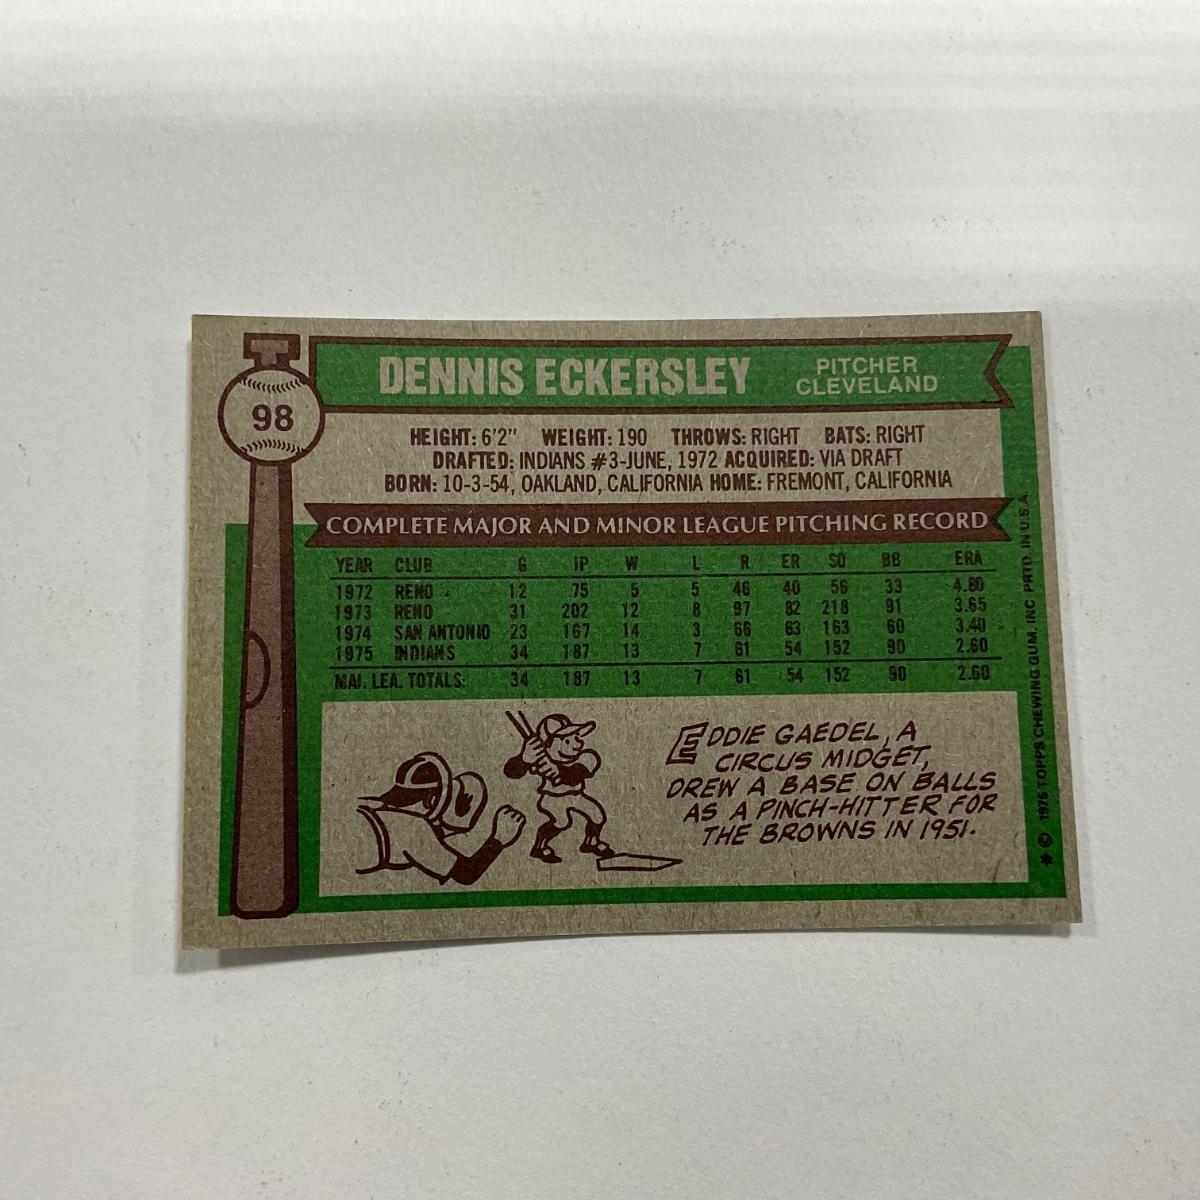 98
DENNIS ECKERSLEY
PITCHER
CLEVELAND
HEIGHT: 6'2" WEIGHT: 190 THROWS: RIGHT BATS: RIGHT
DRAFTED: INDIANS #3-JUNE, 1972 ACQUIRED: VIA DRAFT
BORN: 10-3-54, OAKLAND, CALIFORNIA HOME: FREMONT, CALIFORNIA
COMPLETE MAJOR AND MINOR LEAGUE PITCHING RECORD
YEAR CLUB G IP W L R ER SO BB ERA
1972 RENO 12 75 5 5 46 40 56 33 4.80
1973 RENO 31 202 12 8 97 82 218 91 3.65
1974 SAN ANTONIO 23 167 14 3 66 63 163 60 3.40
1975 INDIANS 34 187 13 7 61 54 152 90 2.60
MAJ. LEA. TOTALS: 34 187 13 7 61 54 152 90 2.60
EDDIE GAEDEL, A
CIRCUS MIDGET,
DREW A BASE ON BALLS
AS A PINCH-HITTER FOR
THE BROWNS IN 1951.
* © 1976 TOPPS CHEWING GUM. INC PRTD. IN U.S.A.